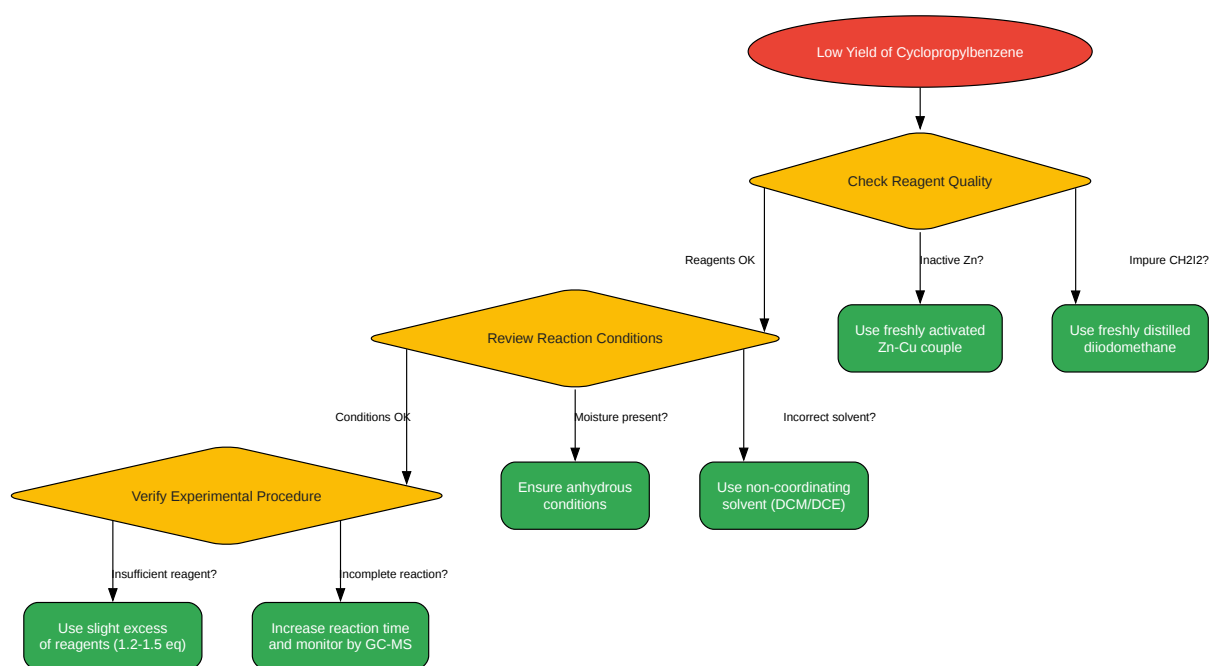 Low Yield of Cyclopropylbenzene
Check Reagent Quality
Reagents OK
Inactive Zn?
Impure CH2I2?
Review Reaction Conditions
Use freshly activated
Zn-Cu couple
Use freshly distilled
diiodomethane
Conditions OK
Moisture present?
Incorrect solvent?
Verify Experimental Procedure
Ensure anhydrous
conditions
Use non-coordinating
solvent (DCM/DCE)
Insufficient reagent?
Incomplete reaction?
Use slight excess
of reagents (1.2-1.5 eq)
Increase reaction time
and monitor by GC-MS